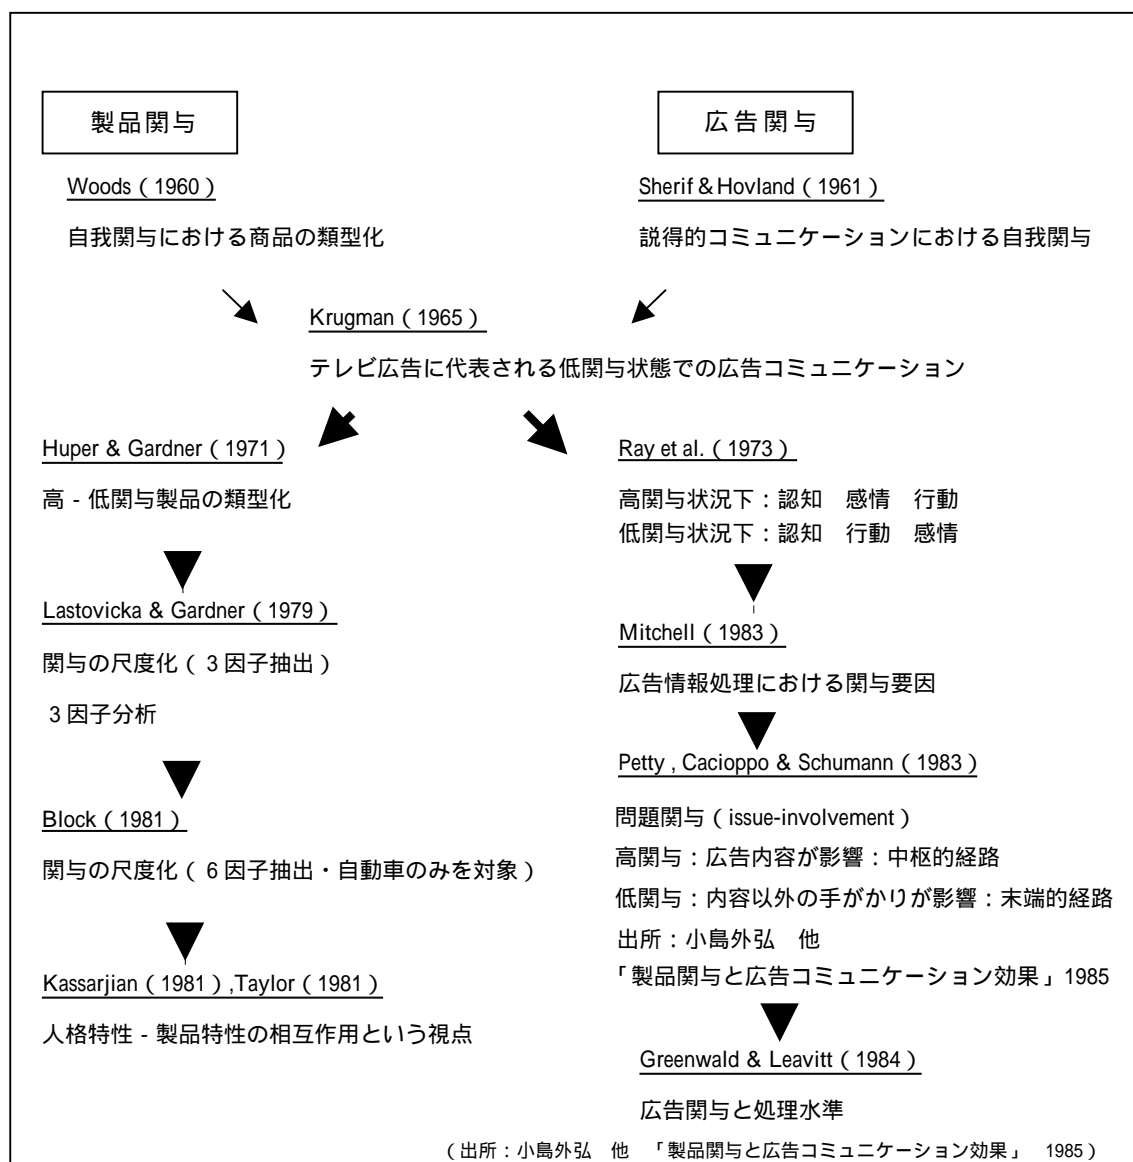 製品関与
広告関与
Woods（1960）
自我関与における商品の類型化
Sherif & Hovland（1961）
説得的コミュニケーションにおける自我関与
Krugman（1965）
テレビ広告に代表される低関与状態での広告コミュニケーション
Huper & Gardner（1971）
高 - 低関与製品の類型化
Lastovicka & Gardner（1979）
関与の尺度化（3因子抽出）
3因子分析
Block（1981）
関与の尺度化（6因子抽出・自動車のみを対象）
Kassarjian（1981）,Taylor（1981）
人格特性 - 製品特性の相互作用という視点
Ray et al.（1973）
高関与状況下：認知　感情　行動
低関与状況下：認知　行動　感情
Mitchell（1983）
広告情報処理における関与要因
Petty , Cacioppo & Schumann（1983）
問題関与（issue-involvement）
高関与：広告内容が影響：中枢的経路
低関与：内容以外の手がかりが影響：末端的経路
出所：小島外弘　他
「製品関与と広告コミュニケーション効果」1985
Greenwald & Leavitt（1984）
広告関与と処理水準
（出所：小島外弘　他　「製品関与と広告コミュニケーション効果」　1985）